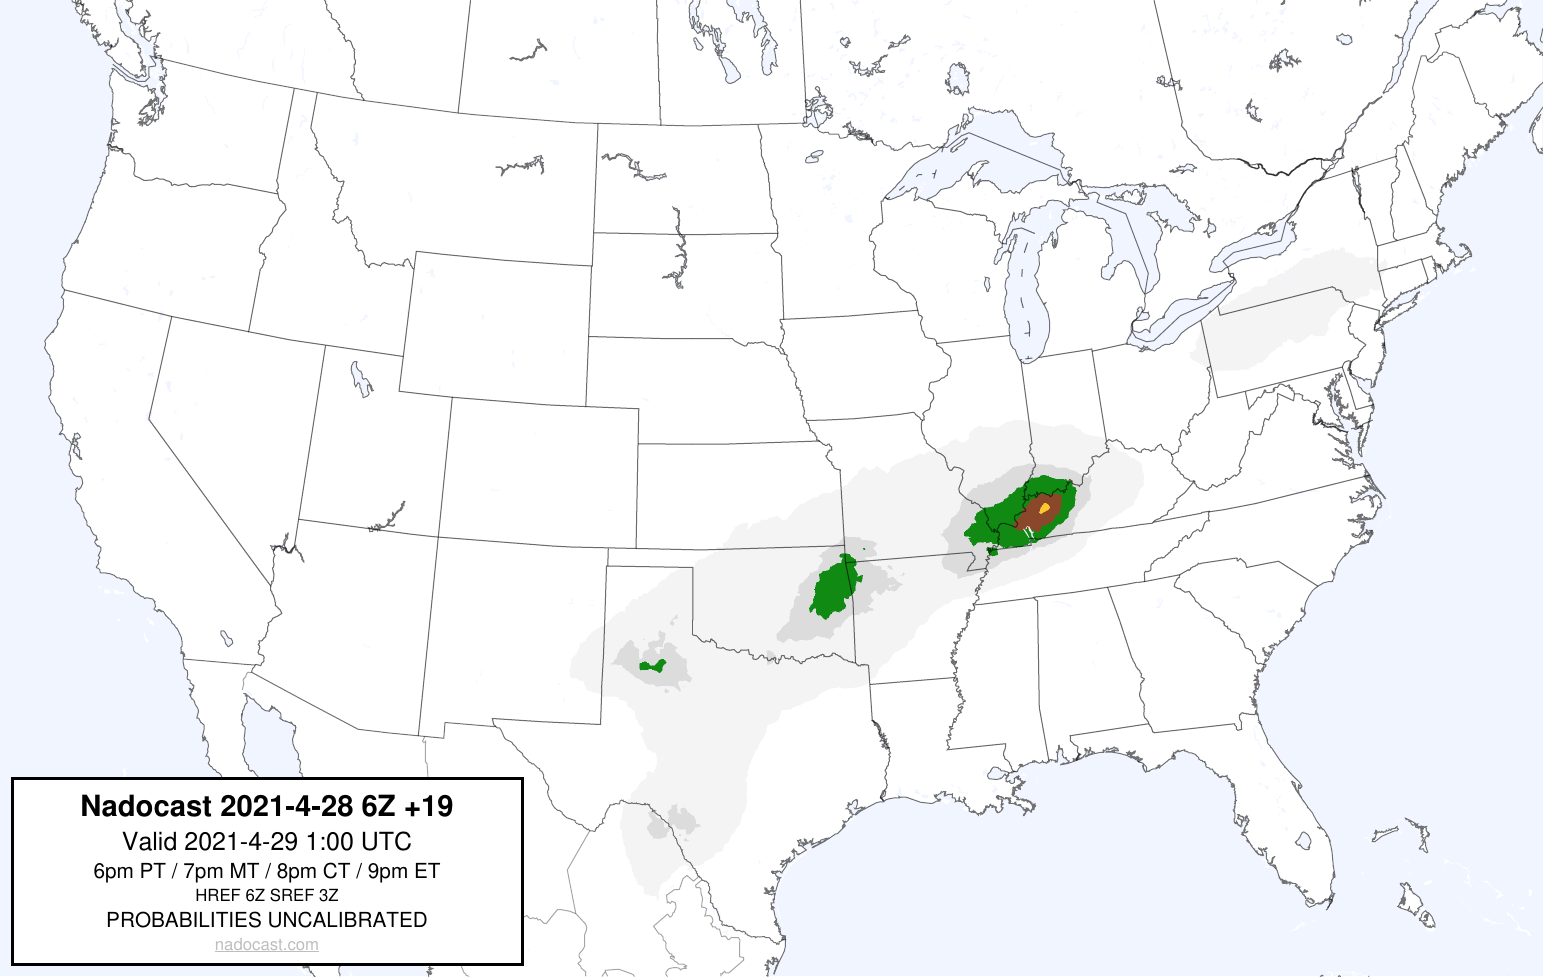 Nadocast 2021-4-28 6Z +19
Valid 2021-4-29 1:00 UTC
6pm PT / 7pm MT / 8pm CT / 9pm ET
HREF 6Z SREF 3Z
PROBABILITIES UNCALIBRATED
nadocast.com